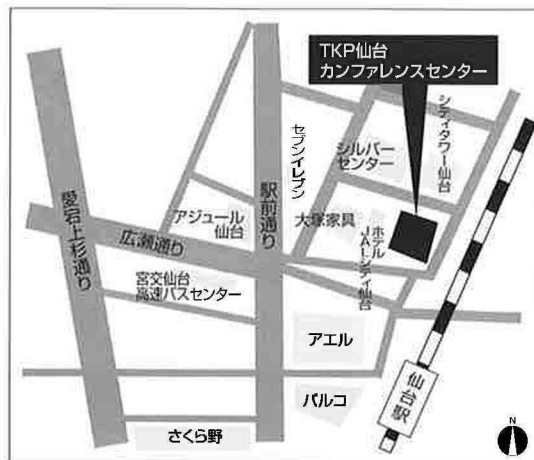 TKP仙台
カンファレンスセンター
シティタワー仙台
セブンイレブン
シルバー
センター
愛宕上杉通り
駅前通り
アジュール
仙台
大塚家具
広瀬通り
ホテル
JALシティ仙台
宮交仙台
高速バスセンター
アエル
パルコ
仙台駅
さくら野
N